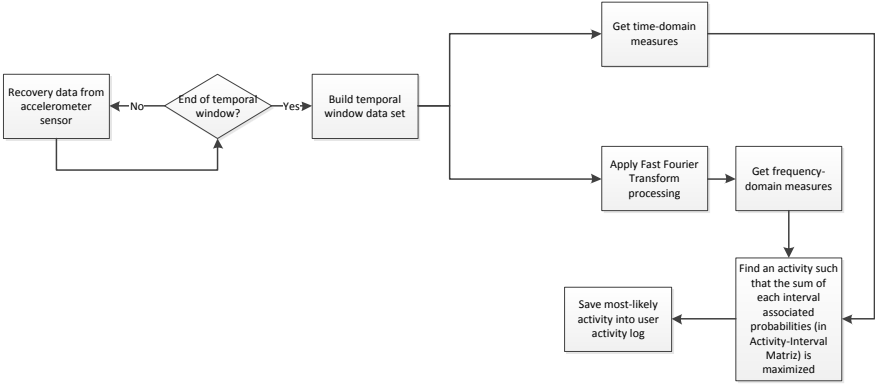 Get time-domain
measures
Recovery data from
accelerometer
sensor
No
End of temporal
window?
Yes
Build temporal
window data set
Apply Fast Fourier
Transform
processing
Get frequency-
domain measures
Find an activity such
that the sum of
each interval
associated
probabilities (in
Activity-Interval
Matriz) is
maximized
Save most-likely
activity into user
activity log